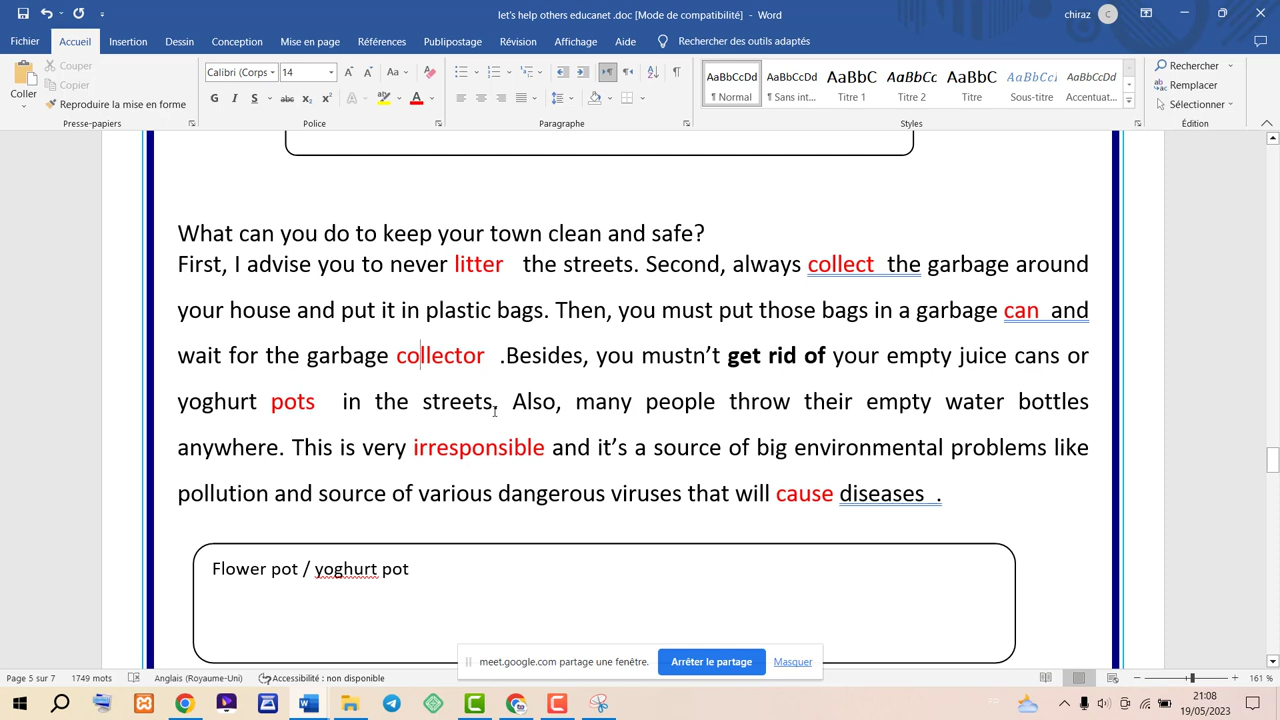 let's help others educanet .doc [Mode de compatibilité] - Word
chiraz C
Fichier Accueil Insertion Dessin Conception Mise en page Références Publipostage Révision Affichage Aide Rechercher des outils adaptés
Coller
Couper
Copier
Reproduire la mise en forme
Calibri (Corps) 14
Presse-papiers Police Paragraphe Styles Édition
AaBbCcDd AaBbCcDd AaBbC AaBbCc AaBbC AaBbCcI AaBbCcDd
¶ Normal ¶ Sans int... Titre 1 Titre 2 Titre Sous-titre Accentuat...
Rechercher
Remplacer
Sélectionner
What can you do to keep your town clean and safe?
First, I advise you to never litter the streets. Second, always collect the garbage around
your house and put it in plastic bags. Then, you must put those bags in a garbage can and
wait for the garbage collector .Besides, you mustn't get rid of your empty juice cans or
yoghurt pots in the streets. Also, many people throw their empty water bottles
anywhere. This is very irresponsible and it's a source of big environmental problems like
pollution and source of various dangerous viruses that will cause diseases .
Flower pot / yoghurt pot
meet.google.com partage une fenêtre. Arrêter le partage Masquer
Page 5 sur 7 1749 mots Anglais (Royaume-Uni) Accessibilité : non disponible 161 %
21:08
19/05/2023